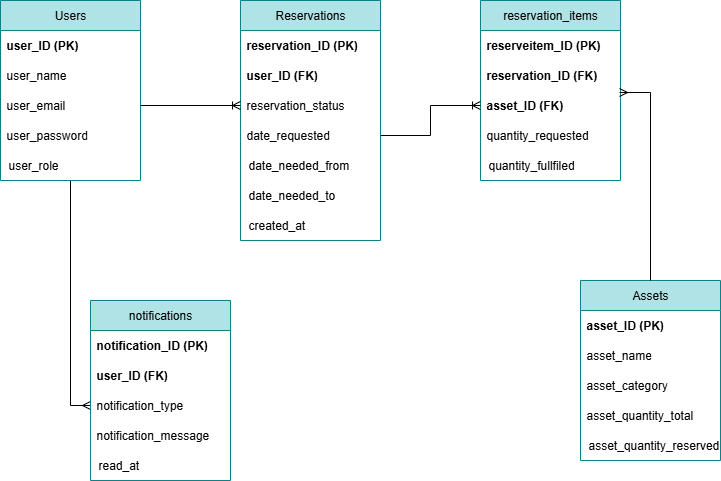 Users
user_ID (PK)
user_name
user_email
user_password
user_role
Reservations
reservation_ID (PK)
user_ID (FK)
reservation_status
date_requested
date_needed_from
date_needed_to
created_at
reservation_items
reserveitem_ID (PK)
reservation_ID (FK)
asset_ID (FK)
quantity_requested
quantity_fullfiled
notifications
notification_ID (PK)
user_ID (FK)
notification_type
notification_message
read_at
Assets
asset_ID (PK)
asset_name
asset_category
asset_quantity_total
asset_quantity_reserved